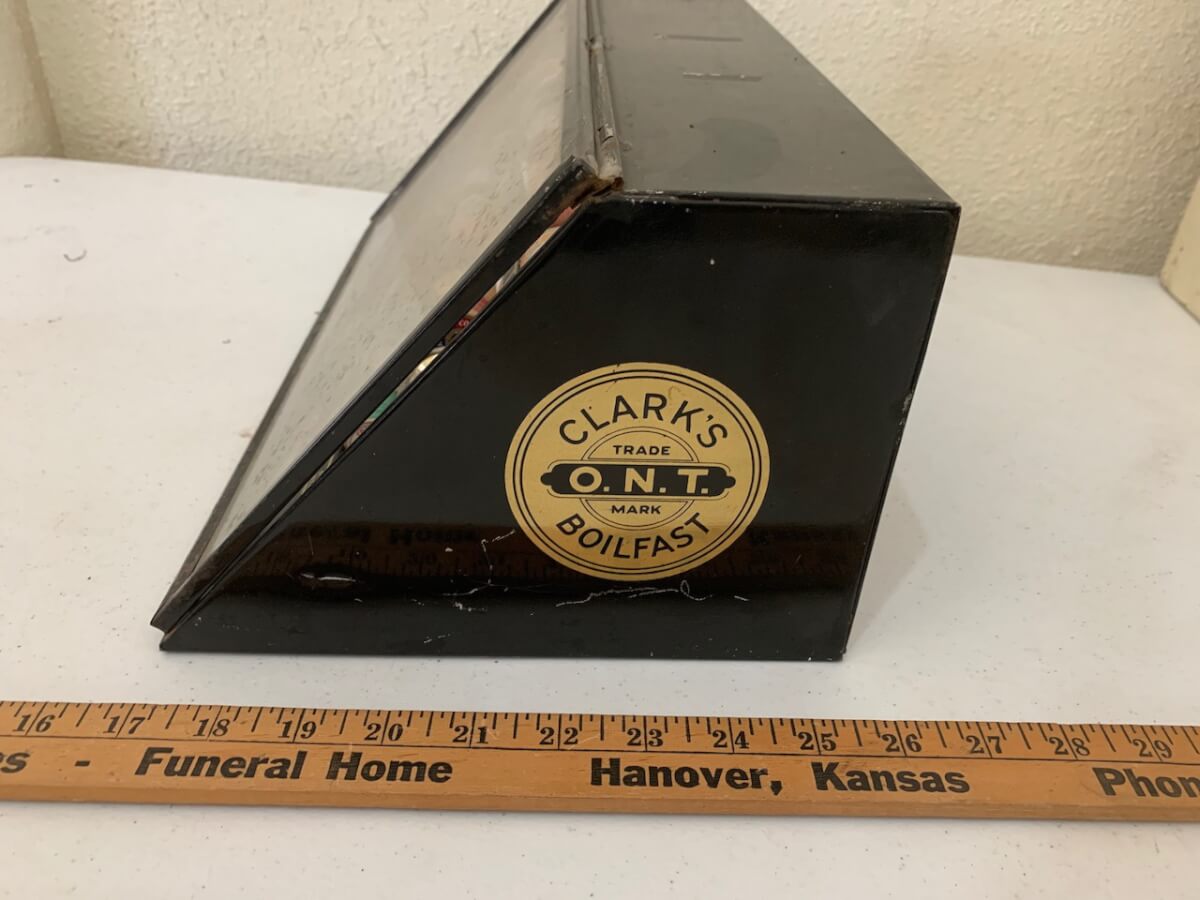 CLARK'S
TRADE
O.N.T.
MARK
BOILFAST
16 17 18 19 20 21 22 23 24 25 26 27 28 29
- Funeral Home Hanover, Kansas Phon